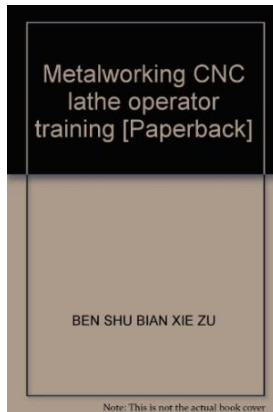 Metalworking CNC
lathe operator
training [Paperback]
BEN SHU BIAN XIE ZU
Note: This is not the actual book cover